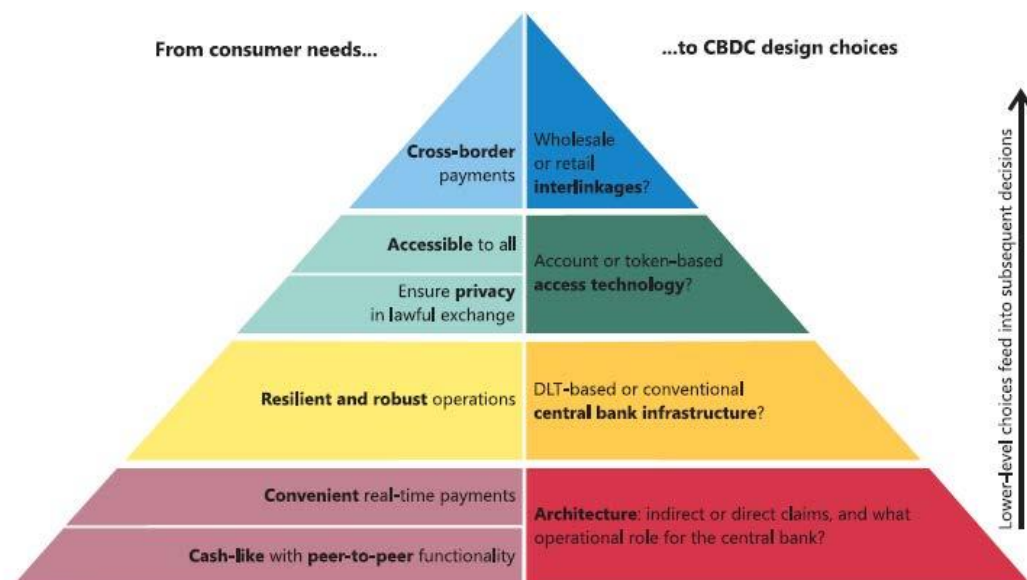 From consumer needs...
...to CBDC design choices
Cross-border
payments
Wholesale
or retail
interlinkages?
Accessible to all
Ensure privacy
in lawful exchange
Account or token-based
access technology?
Resilient and robust operations
DLT-based or conventional
central bank infrastructure?
Convenient real-time payments
Cash-like with peer-to-peer functionality
Architecture: indirect or direct claims, and what
operational role for the central bank?
Lower-level choices feed into subsequent decisions